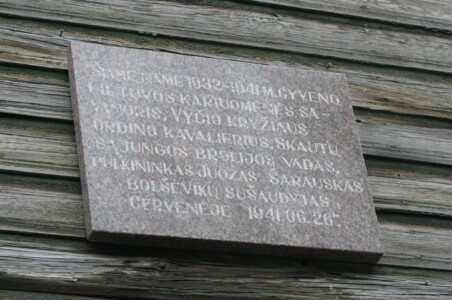 ŠIAME NAME 1932-1941 M. GYVENO
LIETUVOS KARIUOMENĖS SA-
VANORIS, VYČIO KRYŽIAUS
ORDINO KAVALIERIUS, SKAUTŲ
SĄJUNGOS BROLIJOS VADAS,
PULKININKAS JUOZAS ŠARAUSKAS
BOLŠEVIKŲ SUŠAUDYTAS
ČERVENĖJE 1941.06.26